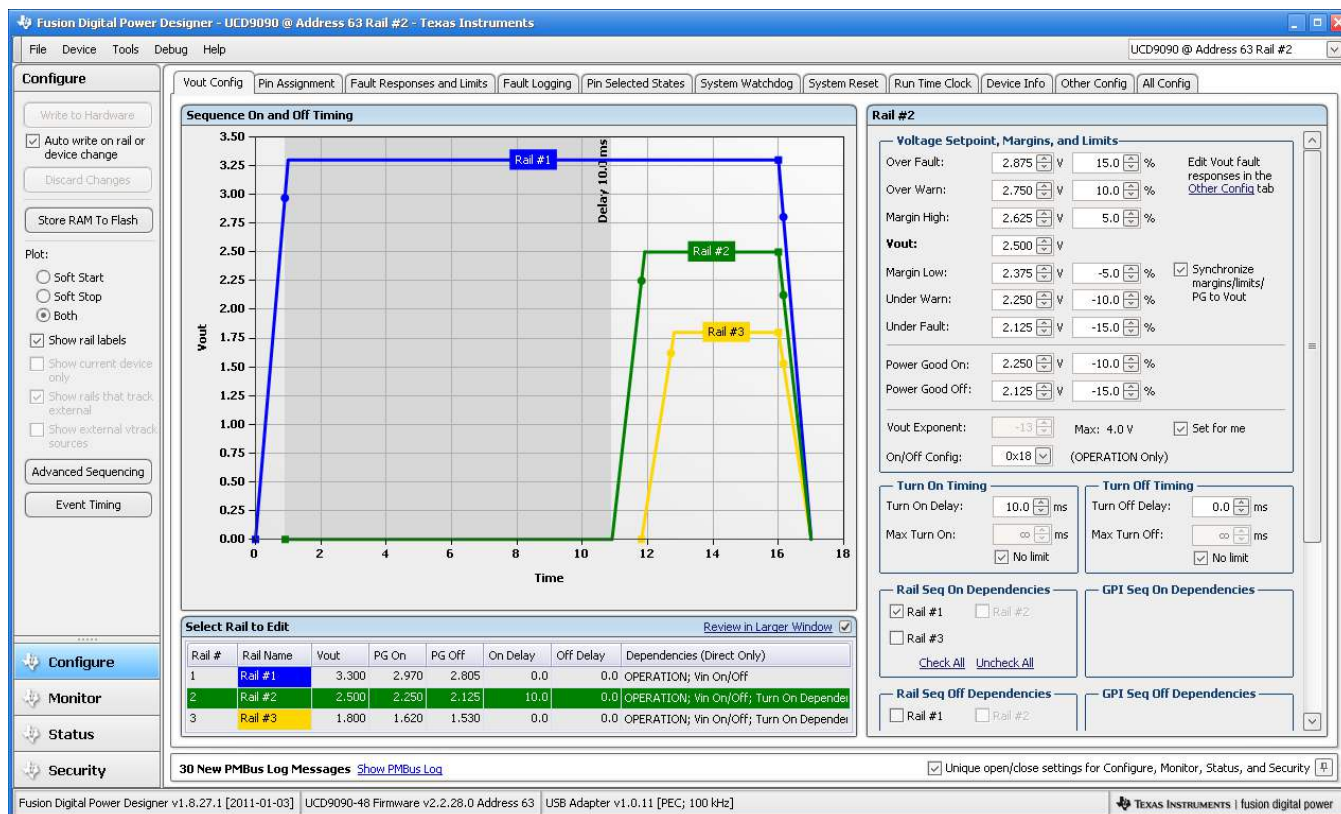 Fusion Digital Power Designer - UCD9090 @ Address 63 Rail #2 - Texas Instruments
File Device Tools Debug Help
UCD9090 @ Address 63 Rail #2
Configure
Write to Hardware
Auto write on rail or
device change
Discard Changes
Store RAM To Flash
Plot:
Soft Start
Soft Stop
Both
Show rail labels
Show current device
only
Show rails that track
external
Show external vtrack
sources
Advanced Sequencing
Event Timing
Configure
Monitor
Status
Security
Vout Config Pin Assignment Fault Responses and Limits Fault Logging Pin Selected States System Watchdog System Reset Run Time Clock Device Info Other Config All Config
Sequence On and Off Timing
3.50
3.25
3.00
2.75
2.50
2.25
2.00
1.75
1.50
1.25
1.00
0.75
0.50
0.25
0.00
Vout
Rail #1
Delay 10.0 ms
Rail #2
Rail #3
0 2 4 6 8 10 12 14 16 18
Time
Select Rail to Edit Review in Larger Window
Rail # Rail Name Vout PG On PG Off On Delay Off Delay Dependencies (Direct Only)
1 Rail #1 3.300 2.970 2.805 0.0 0.0 OPERATION; Vin On/Off
2 Rail #2 2.500 2.250 2.125 10.0 0.0 OPERATION; Vin On/Off; Turn On Depender
3 Rail #3 1.800 1.620 1.530 0.0 0.0 OPERATION; Vin On/Off; Turn On Depender
Rail #2
Voltage Setpoint, Margins, and Limits
Over Fault: 2.875 V 15.0 %
Over Warn: 2.750 V 10.0 %
Margin High: 2.625 V 5.0 %
Edit Vout fault
responses in the
Other Config tab
Vout: 2.500 V
Margin Low: 2.375 V -5.0 %
Under Warn: 2.250 V -10.0 %
Under Fault: 2.125 V -15.0 %
Synchronize
margins/limits/
PG to Vout
Power Good On: 2.250 V -10.0 %
Power Good Off: 2.125 V -15.0 %
Vout Exponent: -13 Max: 4.0 V Set for me
On/Off Config: 0x18 (OPERATION Only)
Turn On Timing
Turn On Delay: 10.0 ms
Max Turn On: ∞ ms
No limit
Turn Off Timing
Turn Off Delay: 0.0 ms
Max Turn Off: ∞ ms
No limit
Rail Seq On Dependencies
Rail #1 Rail #2
Rail #3
Check All Uncheck All
GPI Seq On Dependencies
Rail Seq Off Dependencies
Rail #1 Rail #2
GPI Seq Off Dependencies
30 New PMBus Log Messages Show PMBus Log
Unique open/close settings for Configure, Monitor, Status, and Security
Fusion Digital Power Designer v1.8.27.1 [2011-01-03] UCD9090-48 Firmware v2.2.28.0 Address 63 USB Adapter v1.0.11 [PEC; 100 kHz] TEXAS INSTRUMENTS | fusion digital power